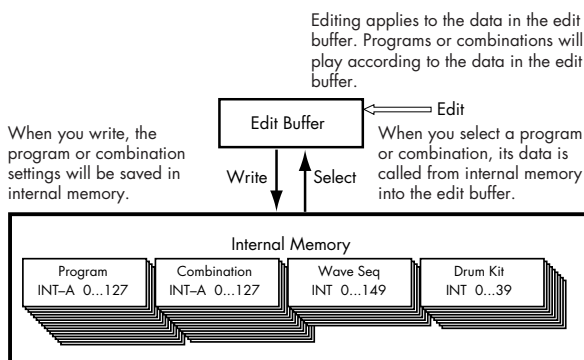 Editing applies to the data in the edit
buffer. Programs or combinations will
play according to the data in the edit
buffer.
Edit Buffer
Edit
When you write, the
program or combination
settings will be saved in
internal memory.
Write
Select
When you select a program
or combination, its data is
called from internal memory
into the edit buffer.
Internal Memory
Program
INT–A 0...127
Combination
INT–A 0...127
Wave Seq
INT 0...149
Drum Kit
INT 0...39